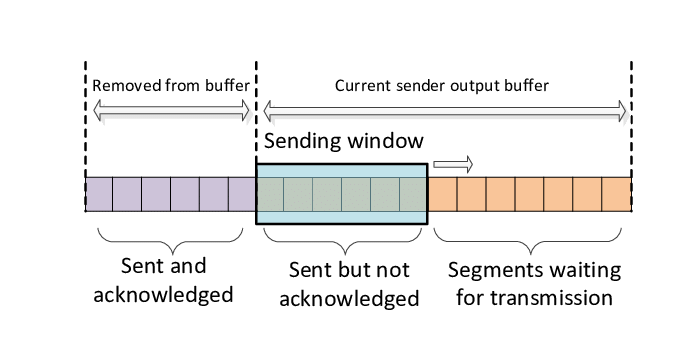 Removed from buffer
Current sender output buffer
Sending window
Sent and
acknowledged
Sent but not
acknowledged
Segments waiting
for transmission